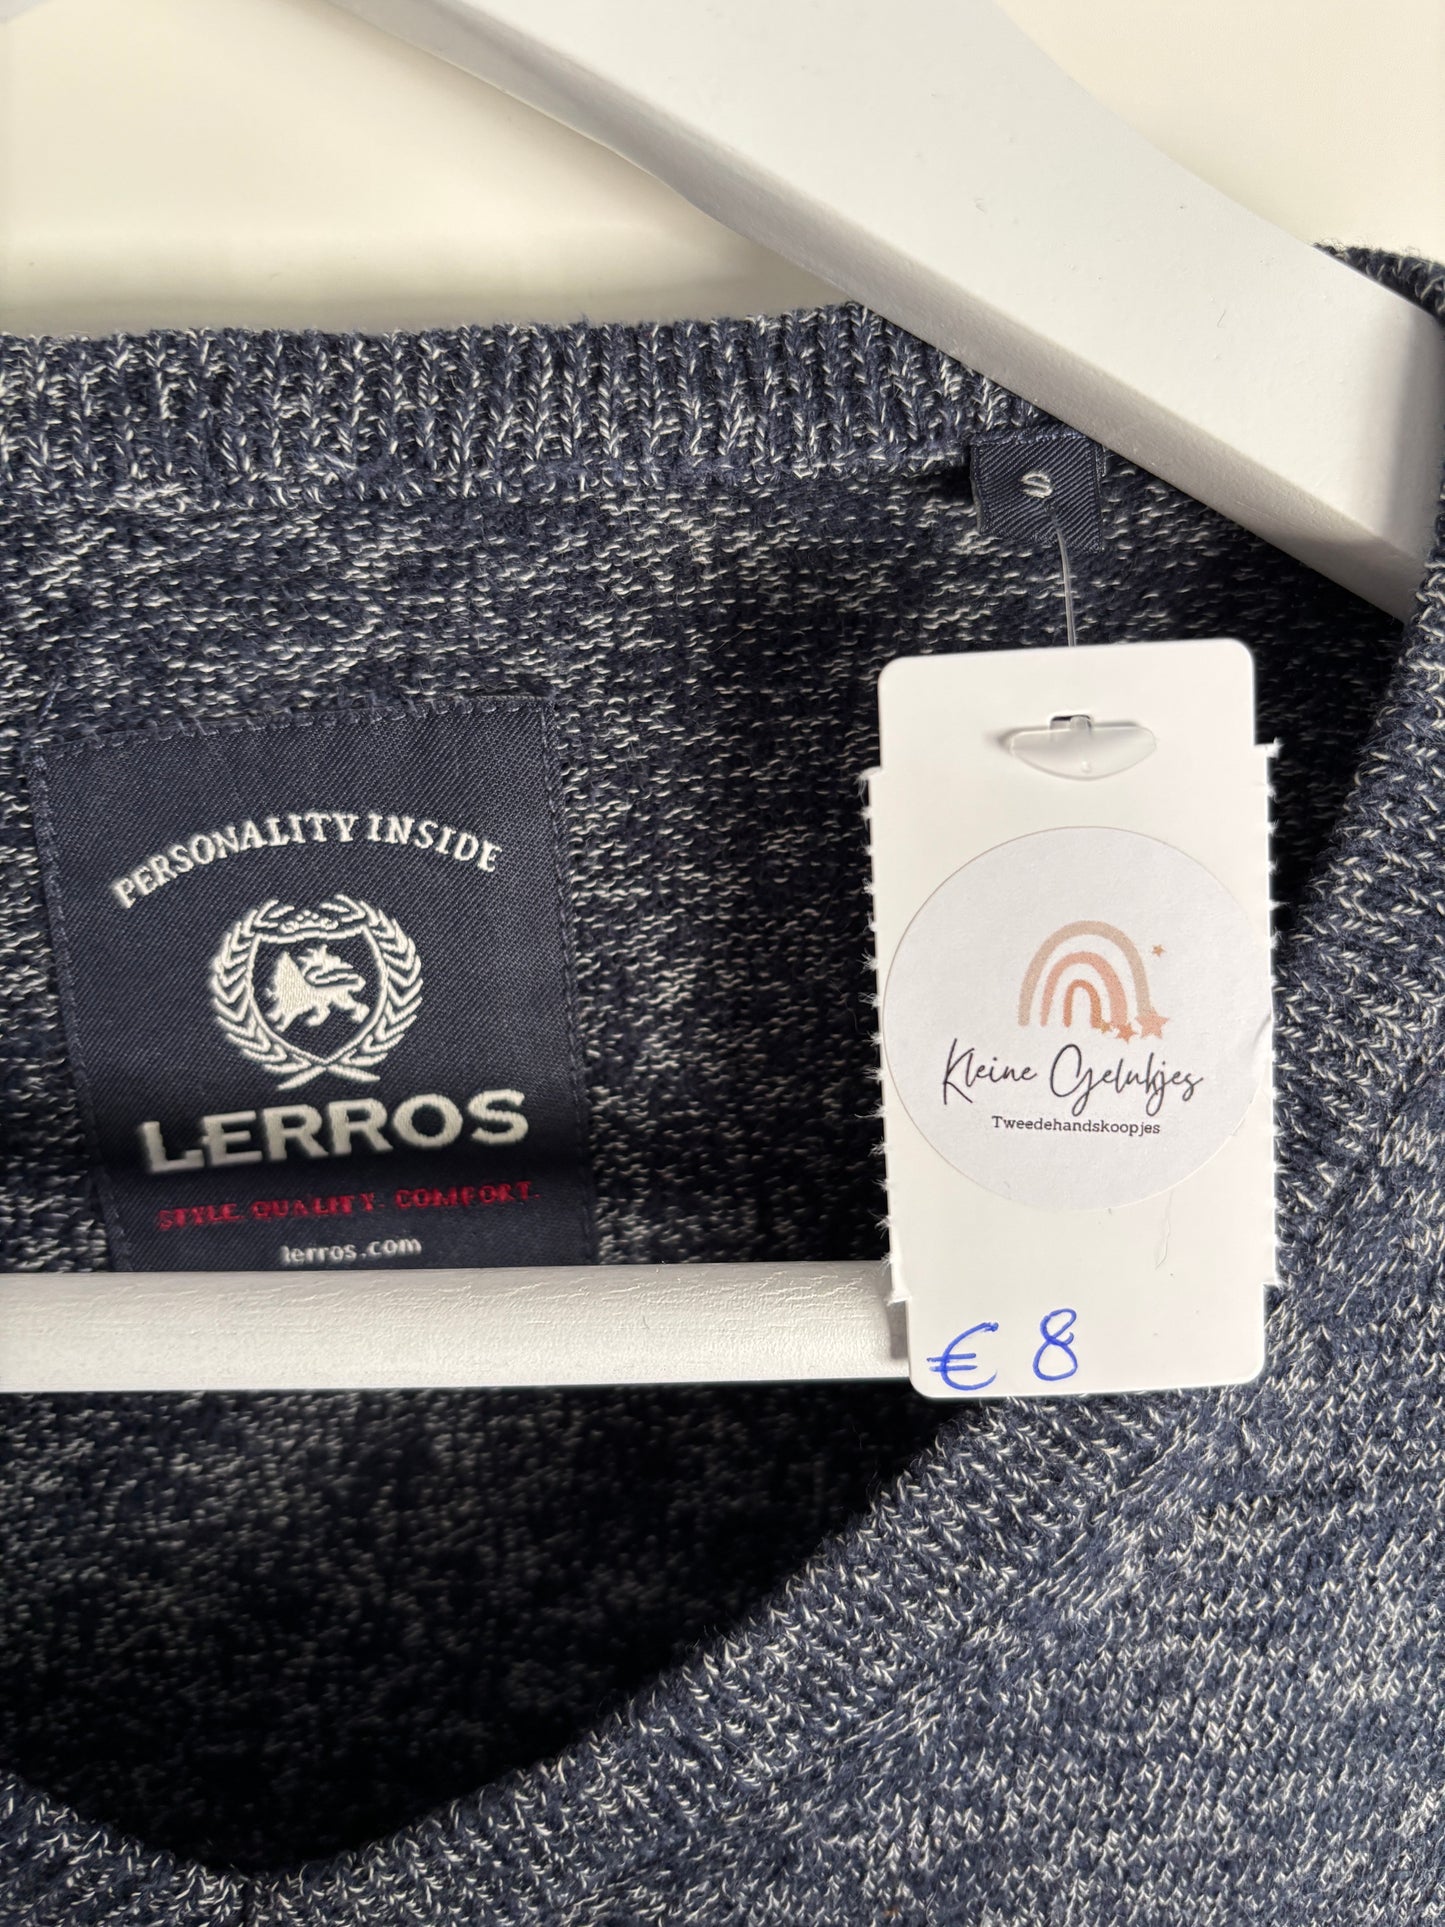 S
PERSONALITY INSIDE
LERROS
STYLE. QUALITY. COMFORT.
lerros.com
Kleine Gelukjes
Tweedehandskoopjes
€ 8